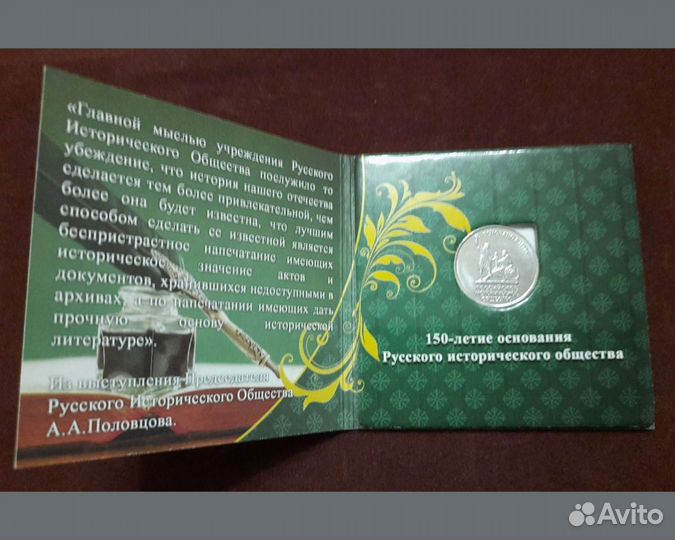 «Главной мыслью учреждения Русского
Исторического Общества послужило то
убеждение, что история нашего отечества
сделается тем более привлекательной, чем
более она будет известна, что лучшим
способом сделать ее известной является
беспристрастное напечатание имеющих
историческое значение актов и
документов, хранившихся недоступными в
архивах, а по напечатании имеющих дать
прочную основу исторической
литературе».
Из выступления Председателя
Русского Исторического Общества
А.А.Половцова.
150-летие основания
Русского исторического общества
Avito